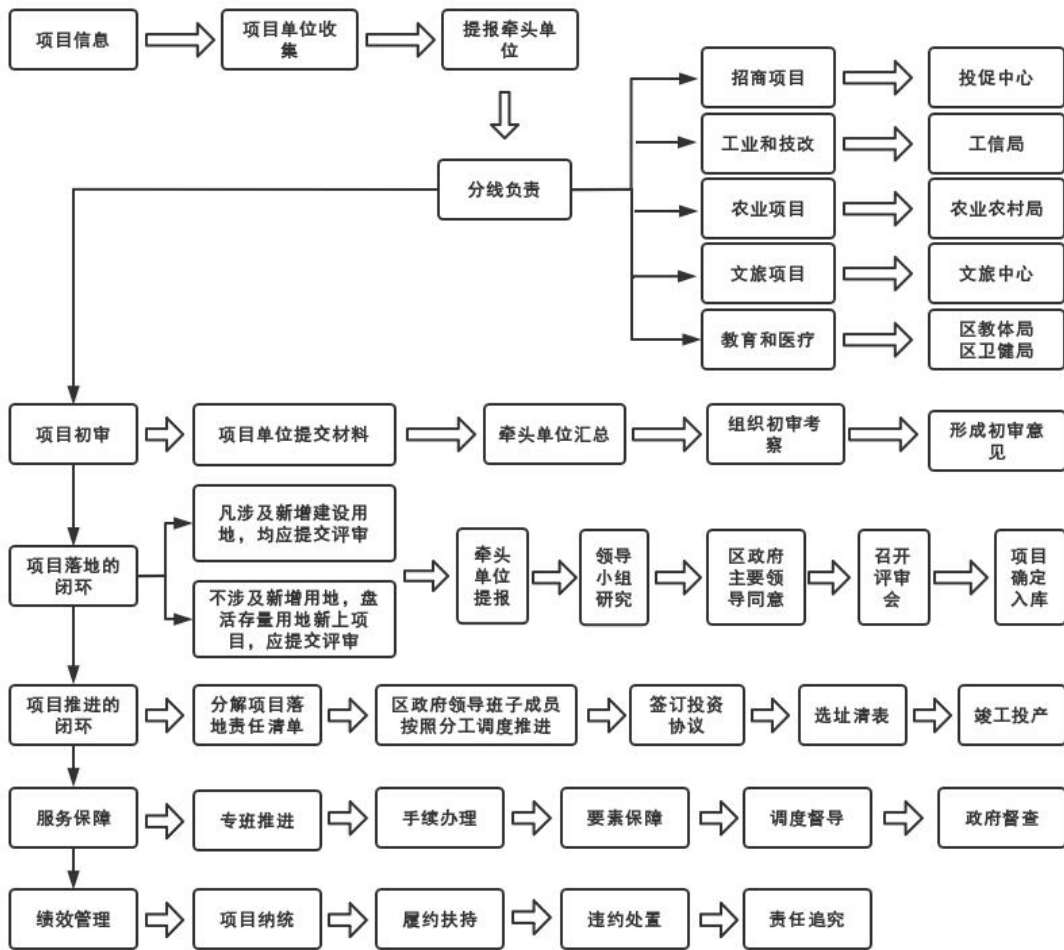 项目信息
项目单位收
集
提报牵头单
位
招商项目
投促中心
工业和技改
工信局
分线负责
农业项目
农业农村局
文旅项目
文旅中心
教育和医疗
区教体局
区卫健局
项目初审
项目单位提交材料
牵头单位汇总
组织初审考
察
形成初审意
见
项目落地的
闭环
凡涉及新增建设用
地，均应提交评审
不涉及新增用地，盘
活存量用地新上项
目，应提交评审
牵头
单位
提报
领导
小组
研究
区政府
主要领
导同意
召开
评审
会
项目
确定
入库
项目推进的
闭环
分解项目落
地责任清单
区政府领导班子成员
按照分工调度推进
签订投资
协议
选址清表
竣工投产
服务保障
专班推进
手续办理
要素保障
调度督导
政府督查
绩效管理
项目纳统
履约扶持
违约处置
责任追究